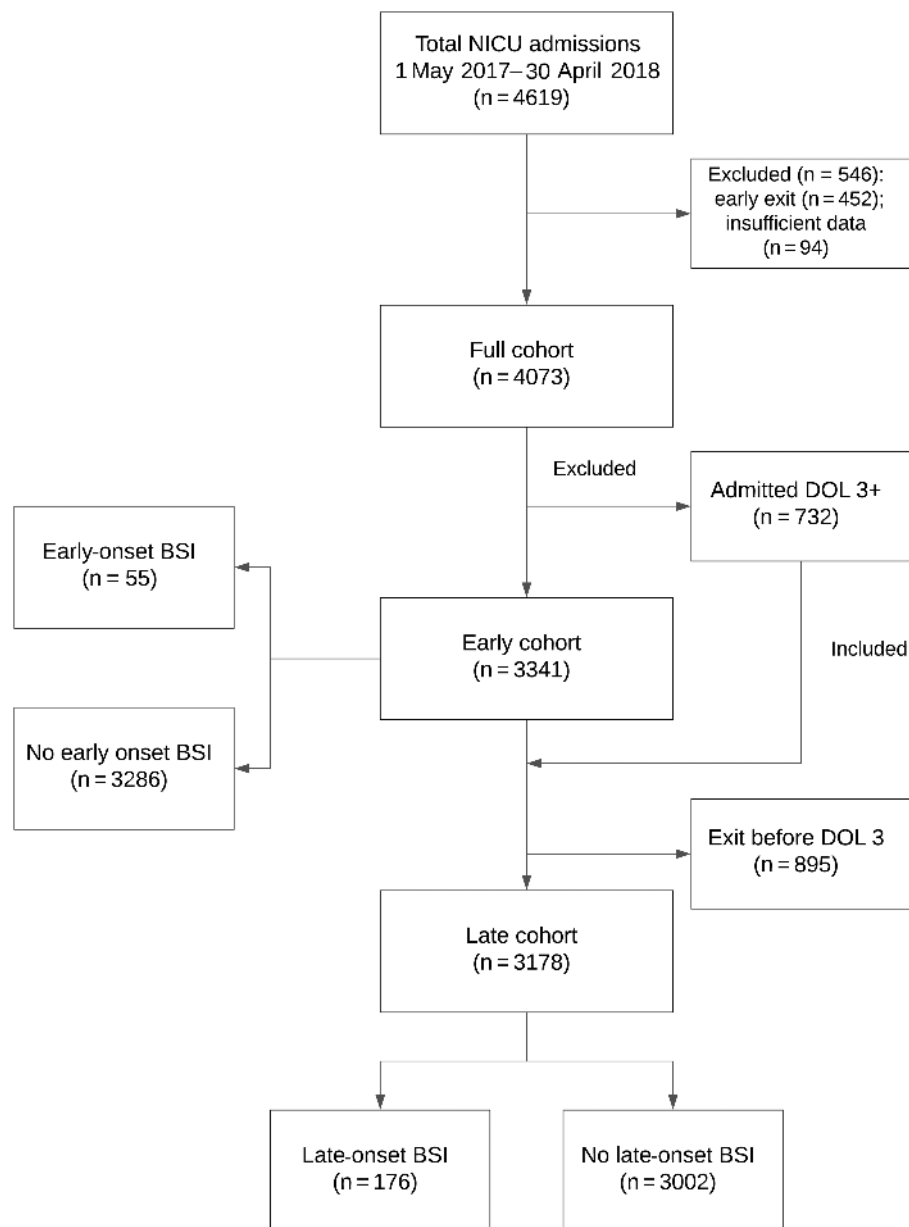 Total NICU admissions
1 May 2017–30 April 2018
(n = 4619)
Excluded (n = 546):
early exit (n = 452);
insufficient data
(n = 94)
Full cohort
(n = 4073)
Excluded
Admitted DOL 3+
(n = 732)
Early-onset BSI
(n = 55)
Early cohort
(n = 3341)
Included
No early onset BSI
(n = 3286)
Exit before DOL 3
(n = 895)
Late cohort
(n = 3178)
Late-onset BSI
(n = 176)
No late-onset BSI
(n = 3002)